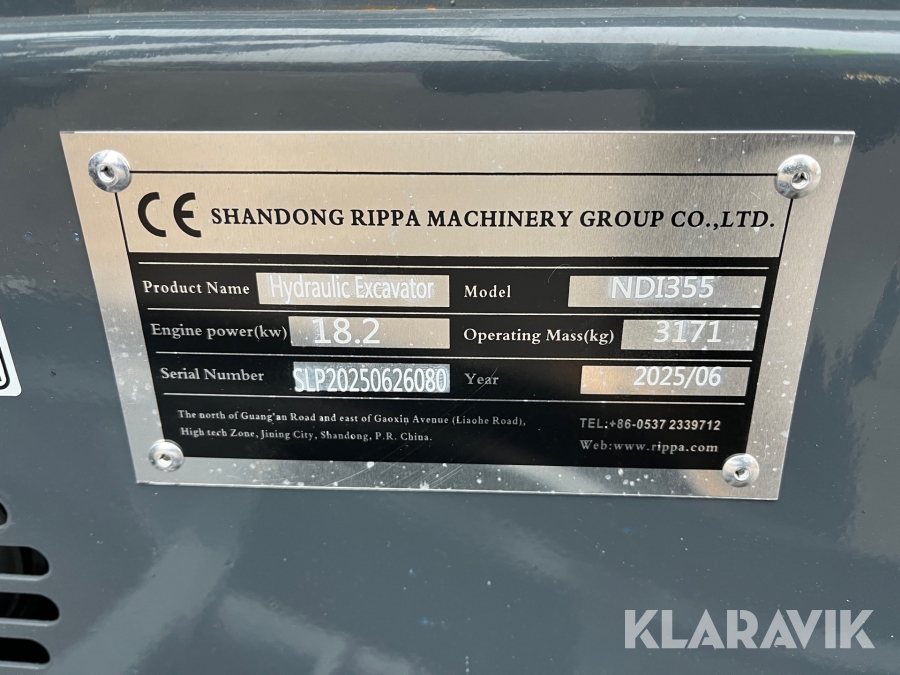 CE SHANDONG RIPPA MACHINERY GROUP CO.,LTD.
Product Name Hydraulic Excavator Model NDI355
Engine power(kw) 18.2 Operating Mass(kg) 3171
Serial Number SLP20250626080 Year 2025/06
The north of Guang'an Road and east of Gaoxin Avenue (Liaohe Road),
High tech Zone, Jining City, Shandong, P.R. China.
TEL:+86-0537 2339712
Web:www.rippa.com
KLARAVIK